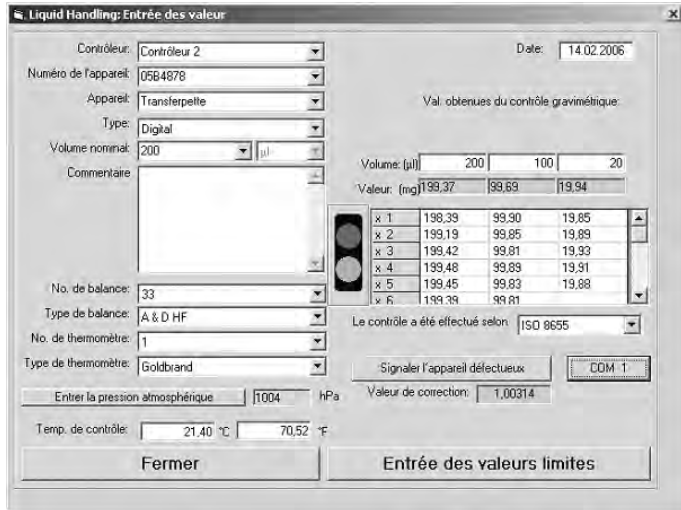 Liquid Handling: Entrée des valeur
Contrôleur: Contrôleur 2
Date: 14.02.2006
Numéro de l'appareil: 05B4878
Appareil: Transferpette
Val. obtenues du contrôle gravimétrique:
Type: Digital
Volume nominal: 200 µl
Volume: (µl) 200 100 20
Commentaire
Valeur: (mg) 199,37 99,69 19,94
x 1 198,39 99,90 19,85
x 2 199,19 99,85 19,89
x 3 199,42 99,81 19,93
x 4 199,48 99,89 19,91
x 5 199,45 99,83 19,88
x 6 199,39 99,81
No. de balance: 33
Type de balance: A & D HF
Le contrôle a été effectué selon ISO 8655
No. de thermomètre: 1
Type de thermomètre: Goldbrand
Signaler l'appareil défectueux COM 1
Entrer la pression atmosphérique 1004 hPa
Valeur de correction: 1,00314
Temp. de contrôle: 21,40 °C 70,52 °F
Fermer Entrée des valeurs limites